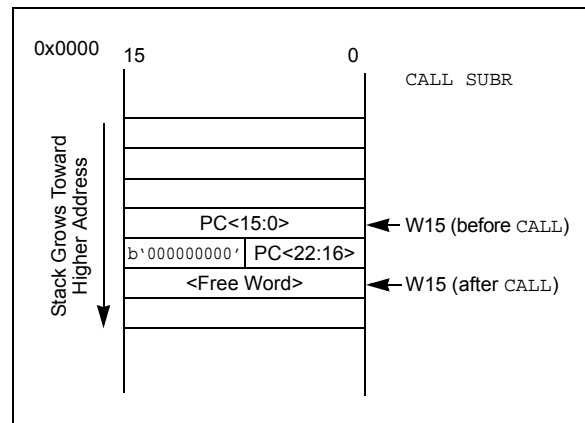 0x0000
15 0
CALL SUBR
Stack Grows Toward
Higher Address
PC<15:0>
W15 (before CALL)
b‘000000000’ PC<22:16>
<Free Word>
W15 (after CALL)